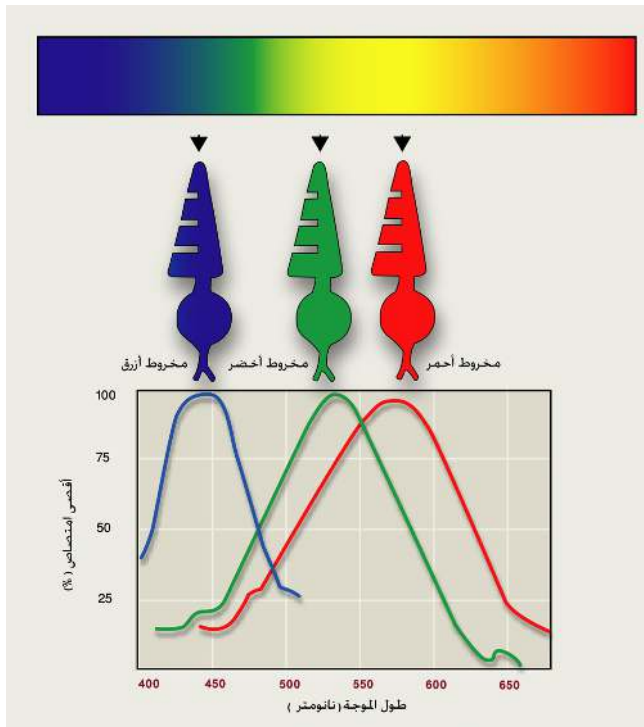 مخروط أحمر
مخروط أخضر
مخروط أزرق
100
75
50
25
أقصى امتصاص (%)
400 450 500 550 600 650
طول الموجة (نانومتر )